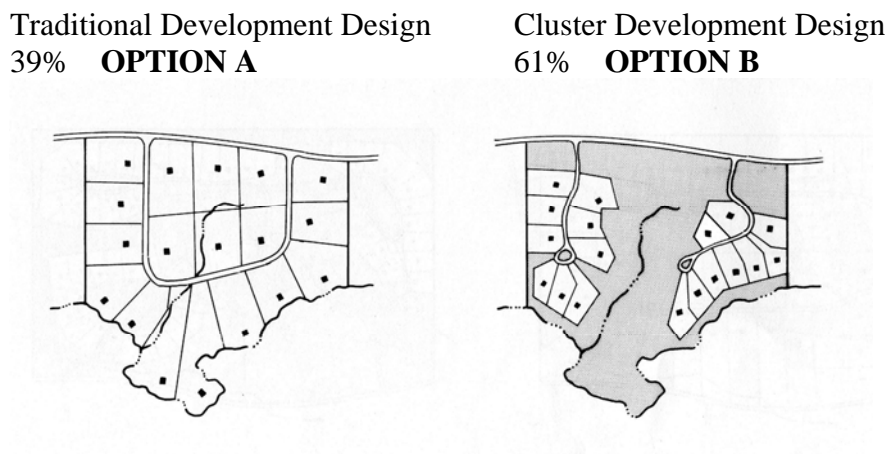 Traditional Development Design
39% OPTION A
Cluster Development Design
61% OPTION B